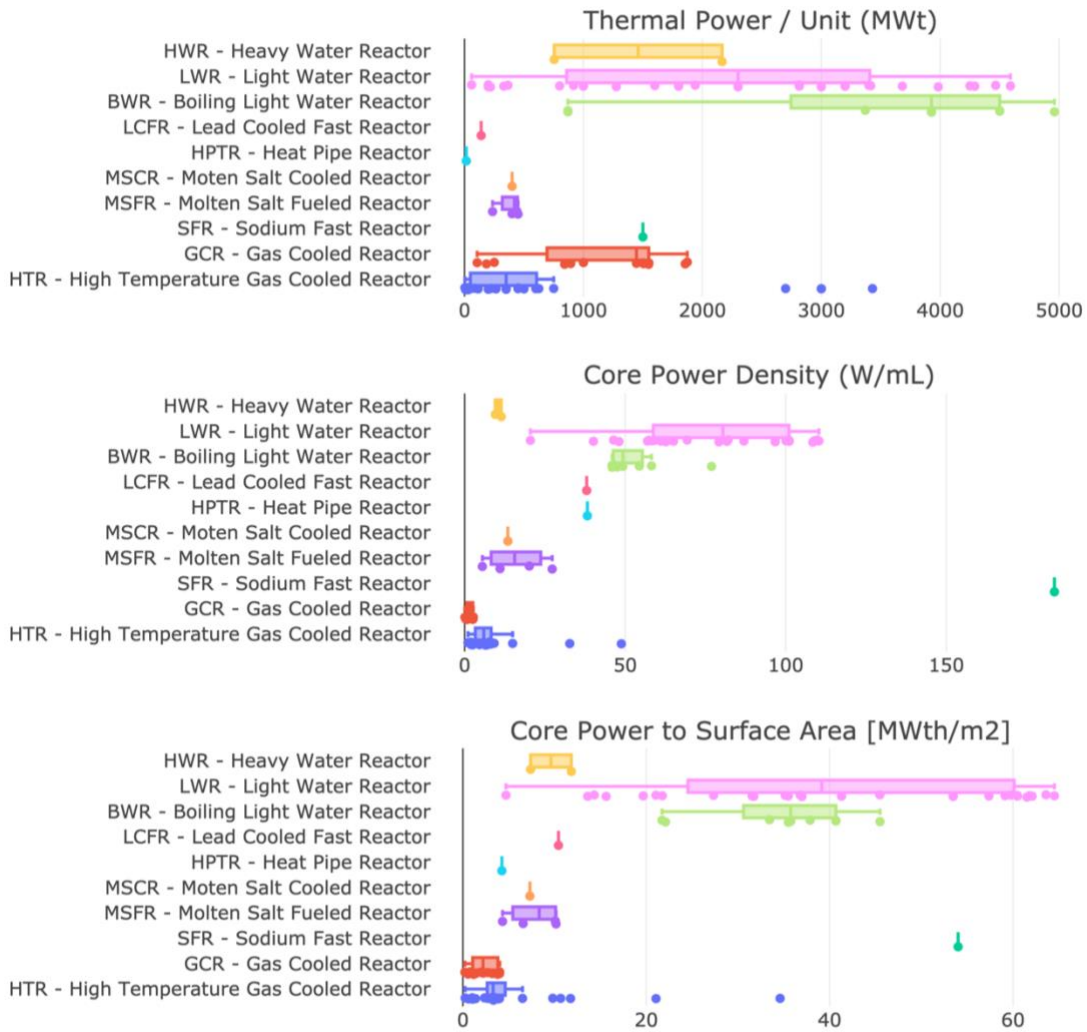 Thermal Power / Unit (MWt)
HWR - Heavy Water Reactor
LWR - Light Water Reactor
BWR - Boiling Light Water Reactor
LCFR - Lead Cooled Fast Reactor
HPTR - Heat Pipe Reactor
MSCR - Moten Salt Cooled Reactor
MSFR - Molten Salt Fueled Reactor
SFR - Sodium Fast Reactor
GCR - Gas Cooled Reactor
HTR - High Temperature Gas Cooled Reactor
0 1000 2000 3000 4000 5000
Core Power Density (W/mL)
HWR - Heavy Water Reactor
LWR - Light Water Reactor
BWR - Boiling Light Water Reactor
LCFR - Lead Cooled Fast Reactor
HPTR - Heat Pipe Reactor
MSCR - Moten Salt Cooled Reactor
MSFR - Molten Salt Fueled Reactor
SFR - Sodium Fast Reactor
GCR - Gas Cooled Reactor
HTR - High Temperature Gas Cooled Reactor
0 50 100 150
Core Power to Surface Area [MWth/m2]
HWR - Heavy Water Reactor
LWR - Light Water Reactor
BWR - Boiling Light Water Reactor
LCFR - Lead Cooled Fast Reactor
HPTR - Heat Pipe Reactor
MSCR - Moten Salt Cooled Reactor
MSFR - Molten Salt Fueled Reactor
SFR - Sodium Fast Reactor
GCR - Gas Cooled Reactor
HTR - High Temperature Gas Cooled Reactor
0 20 40 60